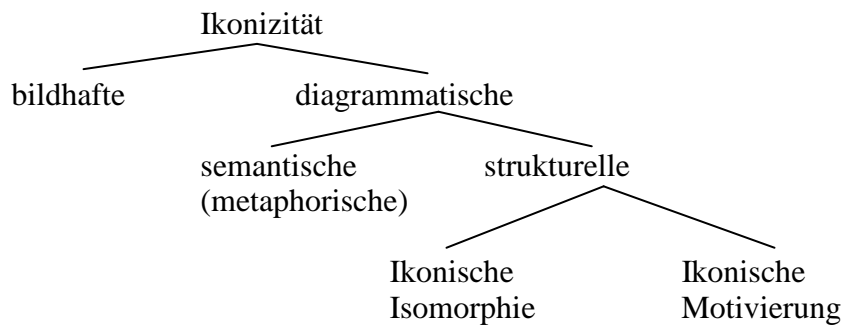 Ikonizität
bildhafte diagrammatische
semantische strukturelle
(metaphorische)
Ikonische Ikonische
Isomorphie Motivierung